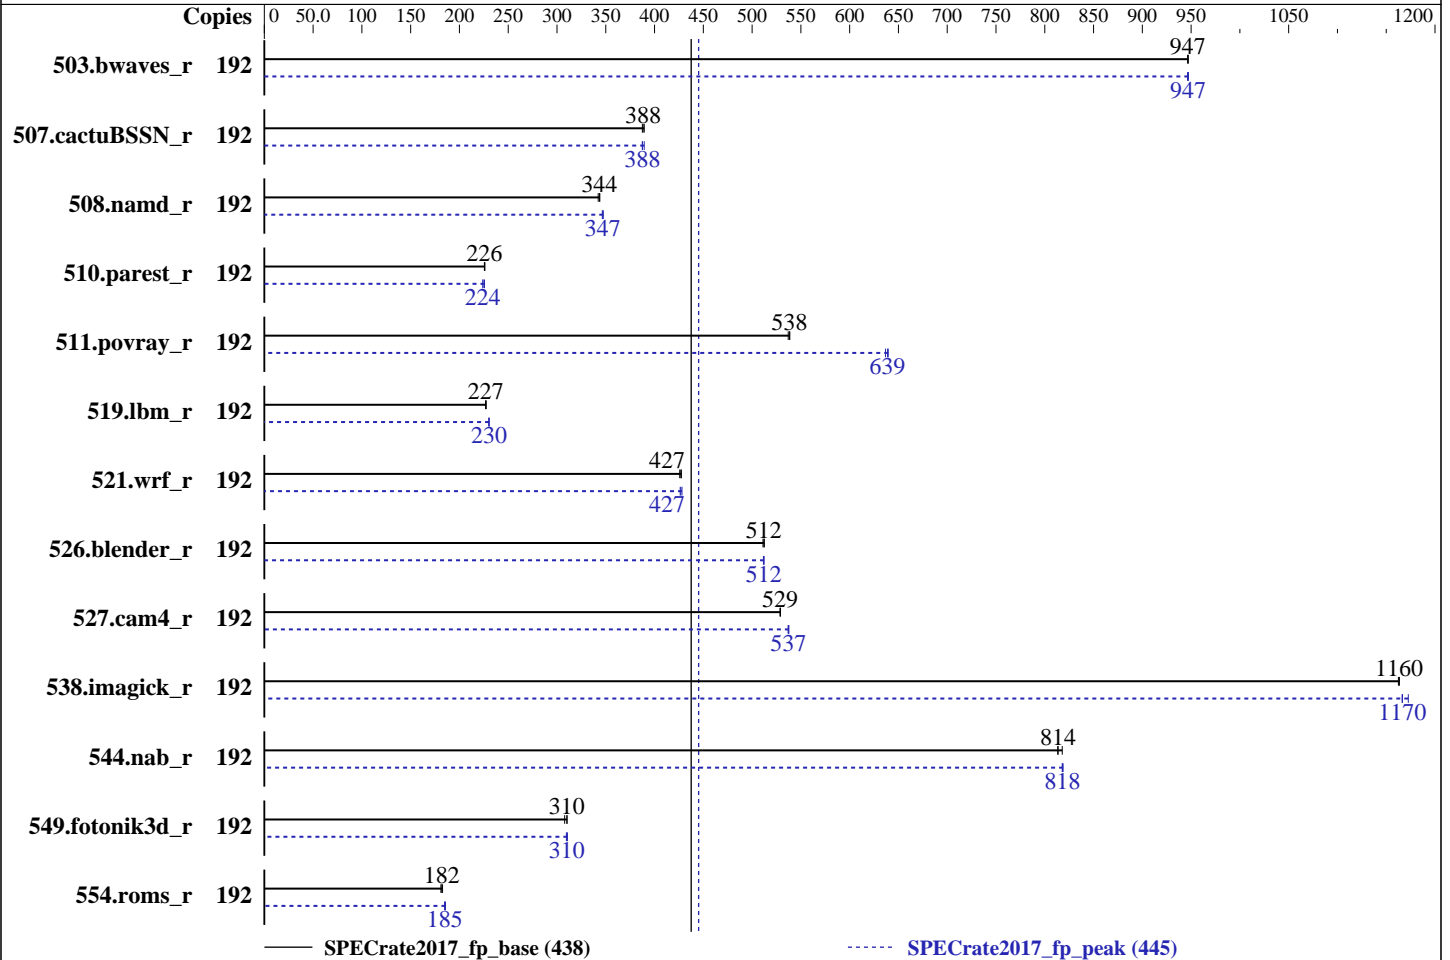 Copies 0 50.0 100 150 200 250 300 350 400 450 500 550 600 650 700 750 800 850 900 950 1050 1200
947
503.bwaves_r 192
947
388
507.cactuBSSN_r 192
388
344
508.namd_r 192
347
226
510.parest_r 192
224
538
511.povray_r 192
639
227
519.lbm_r 192
230
427
521.wrf_r 192
427
512
526.blender_r 192
512
529
527.cam4_r 192
537
1160
538.imagick_r 192
1170
814
544.nab_r 192
818
310
549.fotonik3d_r 192
310
182
554.roms_r 192
185
SPECrate2017_fp_base (438) SPECrate2017_fp_peak (445)